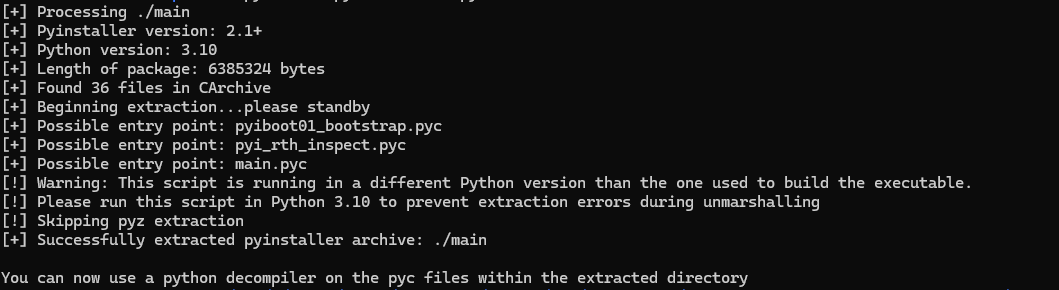 [+] Processing ./main
[+] Pyinstaller version: 2.1+
[+] Python version: 3.10
[+] Length of package: 6385324 bytes
[+] Found 36 files in CArchive
[+] Beginning extraction...please standby
[+] Possible entry point: pyiboot01_bootstrap.pyc
[+] Possible entry point: pyi_rth_inspect.pyc
[+] Possible entry point: main.pyc
[!] Warning: This script is running in a different Python version than the one used to build the executable.
[!] Please run this script in Python 3.10 to prevent extraction errors during unmarshalling
[!] Skipping pyz extraction
[+] Successfully extracted pyinstaller archive: ./main
You can now use a python decompiler on the pyc files within the extracted directory